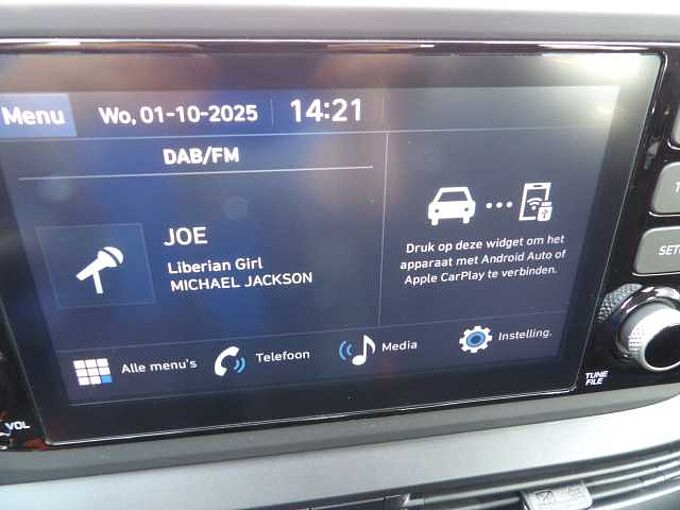 Menu
Wo, 01-10-2025
14:21
DAB/FM
JOE
Liberian Girl
MICHAEL JACKSON
Druk op deze widget om het
apparaat met Android Auto of
Apple CarPlay te verbinden.
Alle menu's
Telefoon
Media
Instelling.
VOL
SET
TUNE
FILE